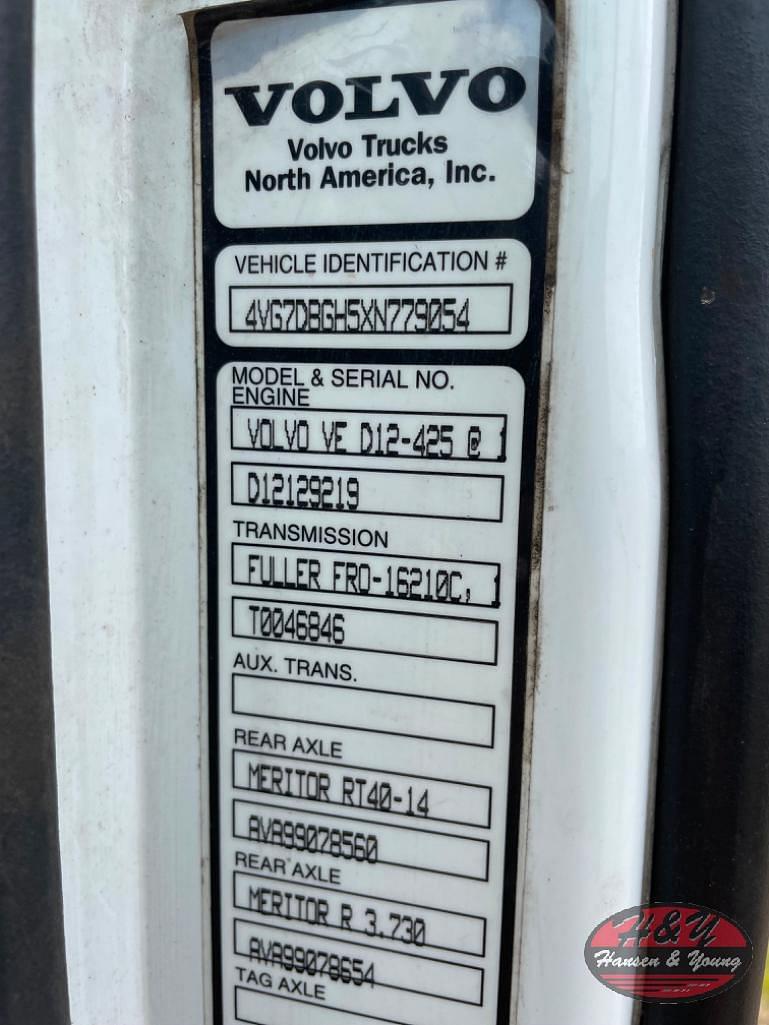 VOLVO
Volvo Trucks
North America, Inc.
VEHICLE IDENTIFICATION #
4VG7DBGH5XN779054
MODEL & SERIAL NO.
ENGINE
VOLVO VE D12-425 @ 1
D12129219
TRANSMISSION
FULLER FRO-16210C, 1
T0046846
AUX. TRANS.
REAR AXLE
MERITOR RT40-14
AVA99078560
REAR AXLE
MERITOR R 3.730
AVA99078654
TAG AXLE
H&Y
Hansen & Young